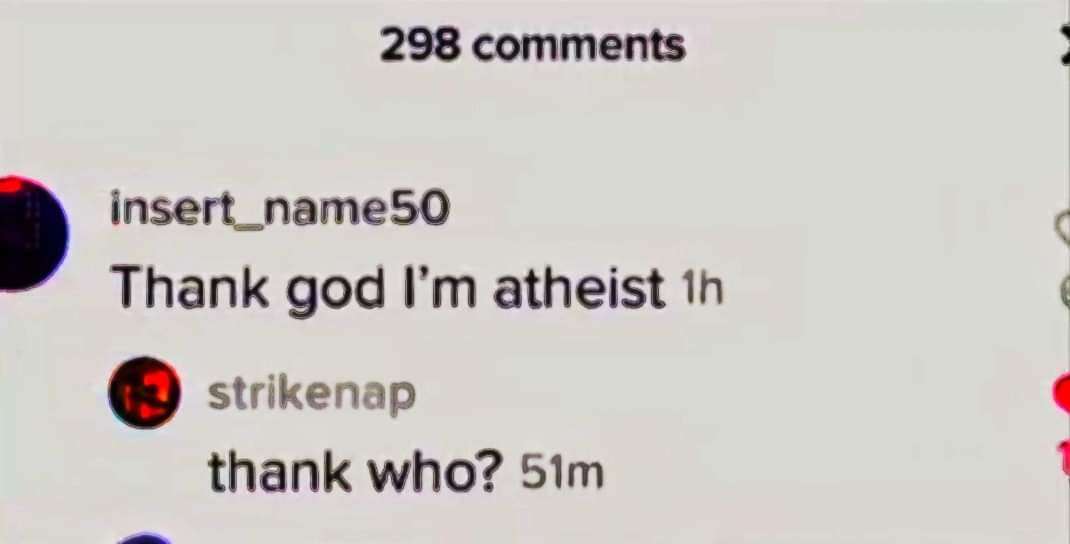 298 comments
insert_name50
Thank god I'm atheist 1h
strikenap
thank who? 51m